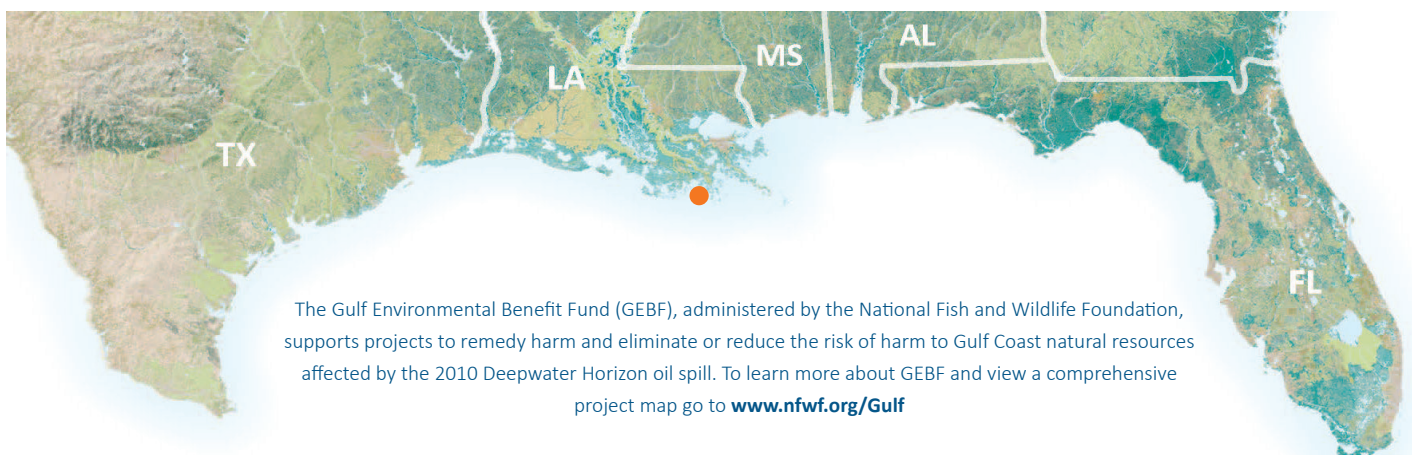 AL
MS
LA
TX
FL
The Gulf Environmental Benefit Fund (GEBF), administered by the National Fish and Wildlife Foundation,
supports projects to remedy harm and eliminate or reduce the risk of harm to Gulf Coast natural resources
affected by the 2010 Deepwater Horizon oil spill. To learn more about GEBF and view a comprehensive
project map go to www.nfwf.org/Gulf